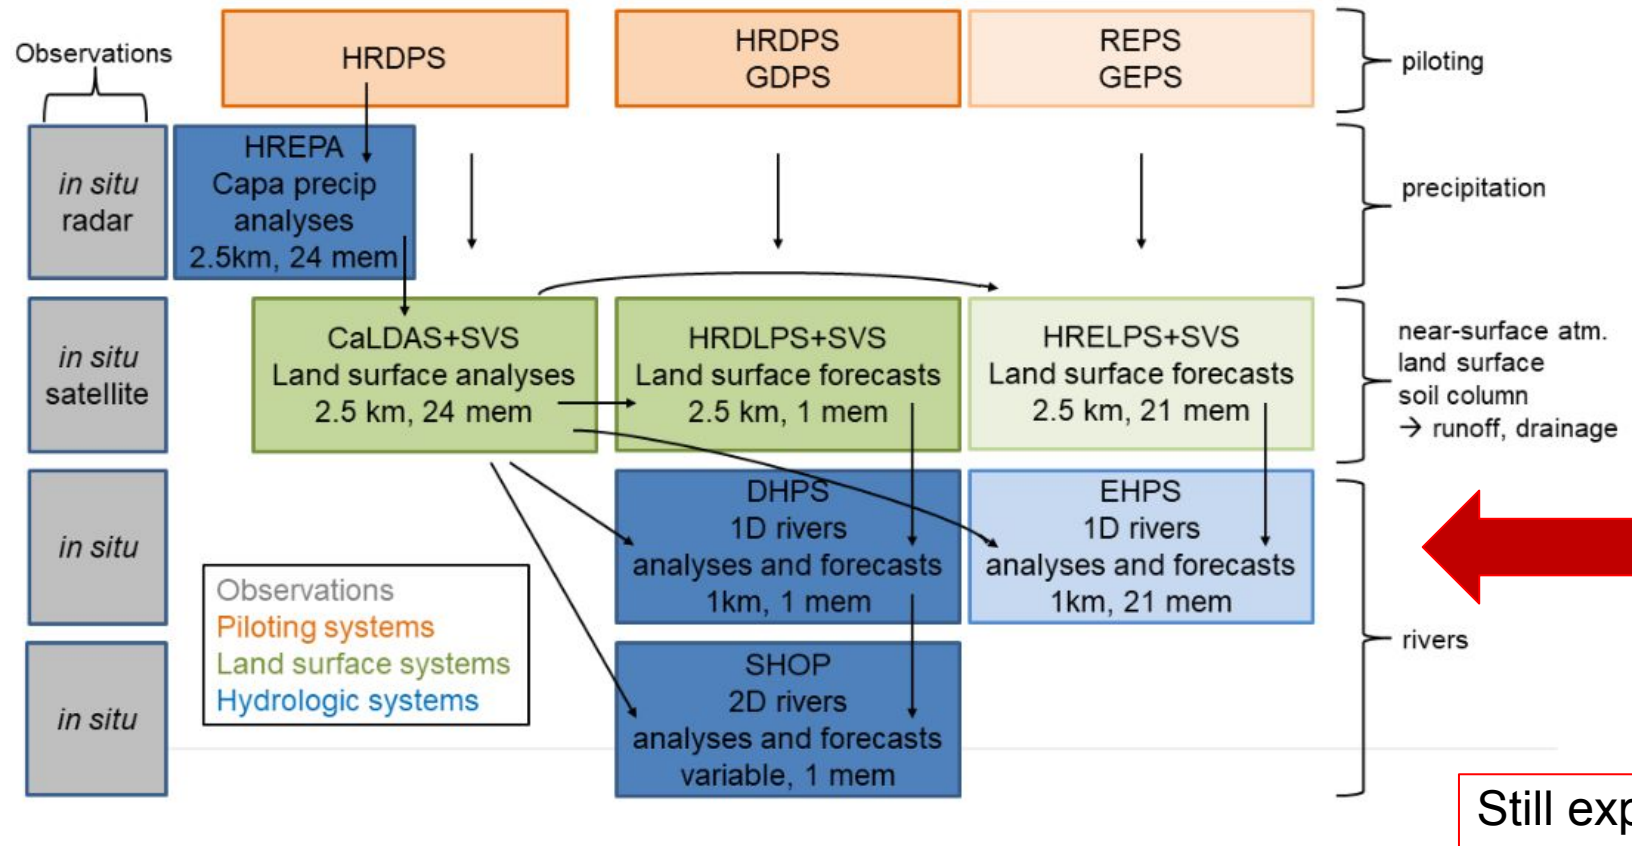 Observations
HRDPS
HRDPS
GDPS
REPS
GEPS
piloting
in situ
radar
HREPA
Capa precip
analyses
2.5km, 24 mem
precipitation
in situ
satellite
CaLDAS+SVS
Land surface analyses
2.5 km, 24 mem
HRDLPS+SVS
Land surface forecasts
2.5 km, 1 mem
HRELPS+SVS
Land surface forecasts
2.5 km, 21 mem
near-surface atm.
land surface
soil column
→ runoff, drainage
in situ
DHPS
1D rivers
analyses and forecasts
1km, 1 mem
EHPS
1D rivers
analyses and forecasts
1km, 21 mem
rivers
Observations
Piloting systems
Land surface systems
Hydrologic systems
in situ
SHOP
2D rivers
analyses and forecasts
variable, 1 mem
Still exp